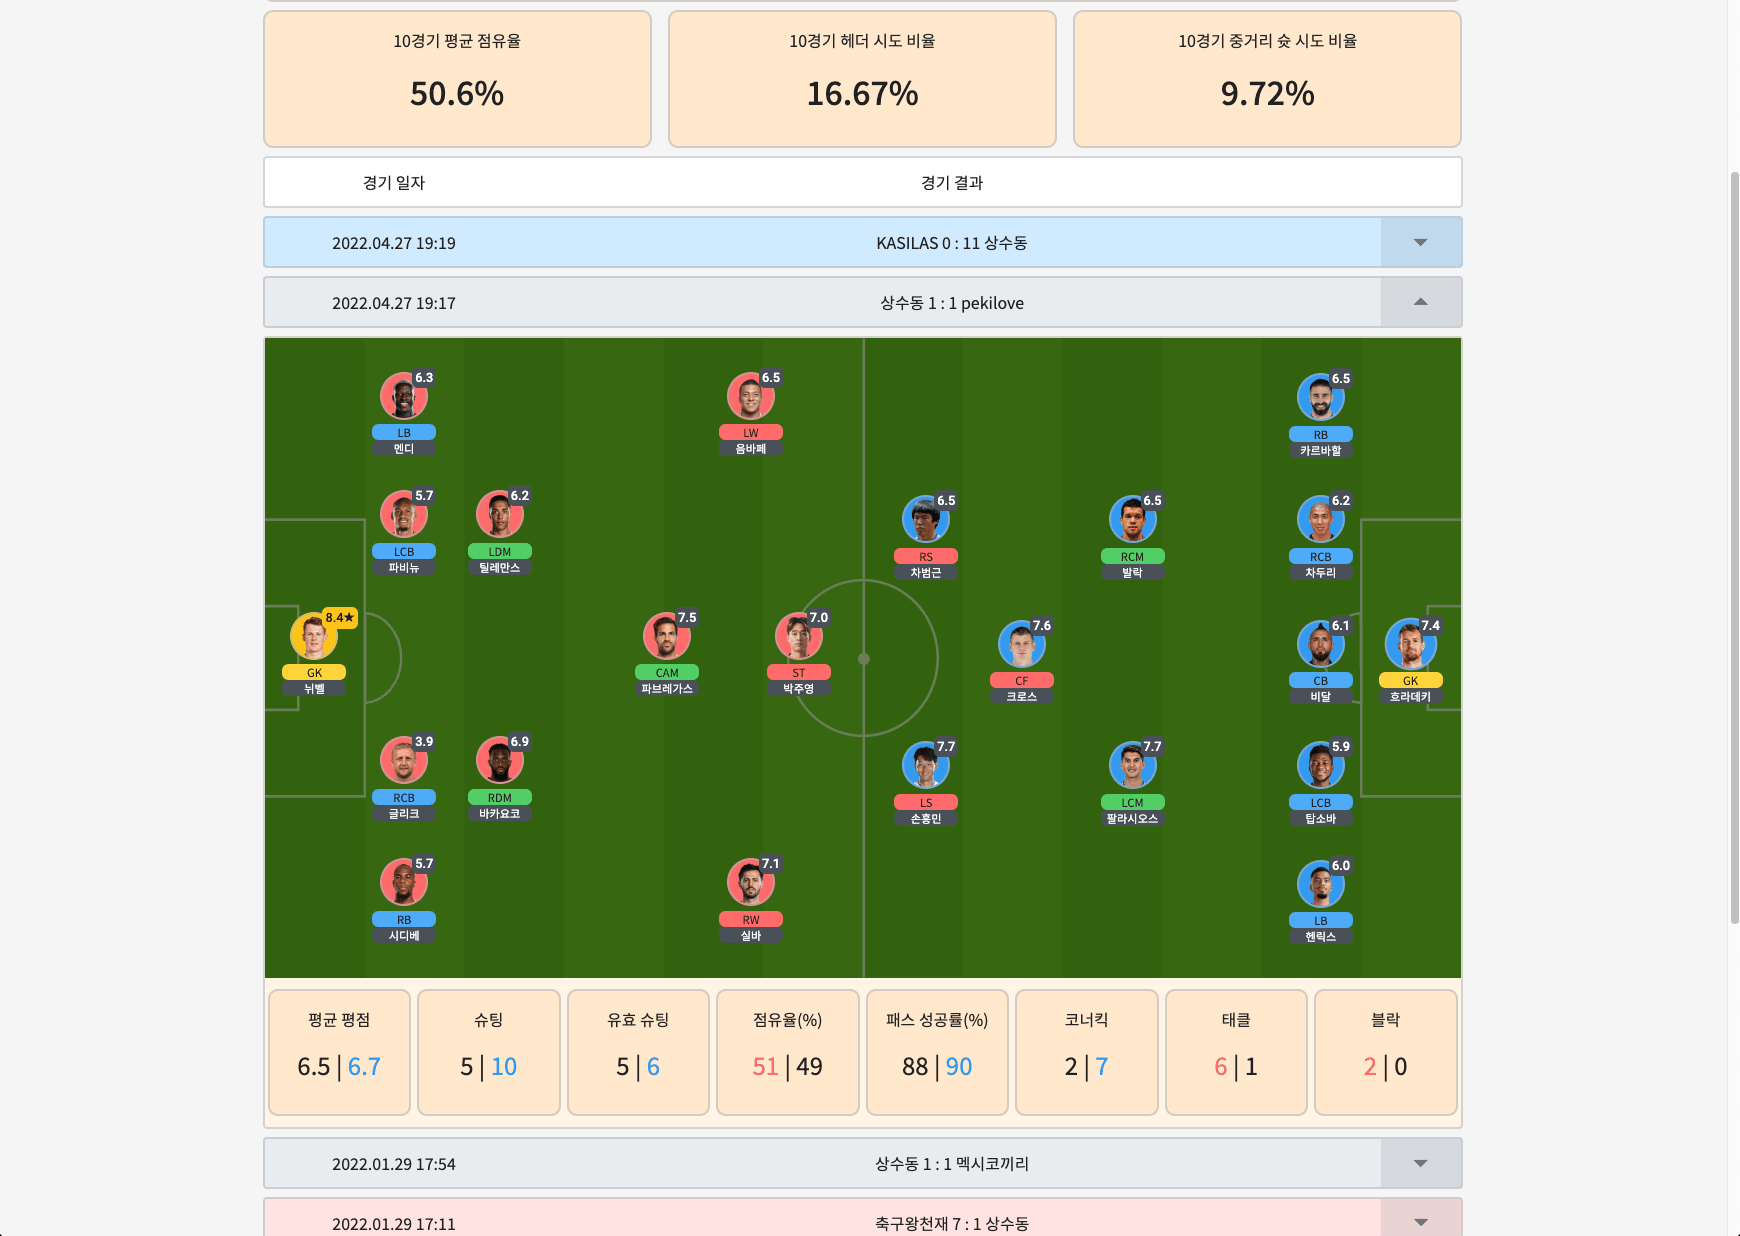 10경기 평균 점유율
50.6%
10경기 헤더 시도 비율
16.67%
10경기 중거리 슛 시도 비율
9.72%
경기 일자 경기 결과
2022.04.27 19:19 KASILAS 0 : 11 상수동
2022.04.27 19:17 상수동 1 : 1 pekilove
6.3
LB
멘디
6.5
LW
음바페
6.5
RB
카르바할
5.7
LCB
파비뉴
6.2
LDM
틸레만스
6.5
RS
차범근
6.5
RCM
발락
6.2
RCB
차두리
8.4★
GK
뉘벨
7.5
CAM
파브레가스
7.0
ST
박주영
7.6
CF
크로스
6.1
CB
비달
7.4
GK
흐라데키
3.9
RCB
글리크
6.9
RDM
바카요코
7.7
LS
손흥민
7.7
LCM
팔라시오스
5.9
LCB
탑소바
5.7
RB
시디베
7.1
RW
실바
6.0
LB
헨릭스
평균 평점
6.5 | 6.7
슈팅
5 | 10
유효 슈팅
5 | 6
점유율(%)
51 | 49
패스 성공률(%)
88 | 90
코너킥
2 | 7
태클
6 | 1
블락
2 | 0
2022.01.29 17:54 상수동 1 : 1 멕시코끼리
2022.01.29 17:11 축구왕천재 7 : 1 상수동